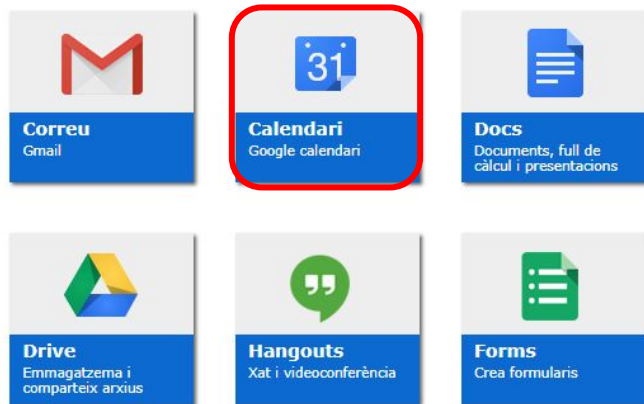 31
Correu
Gmail
Calendari
Google calendari
Docs
Documents, full de
càlcul i presentacions
Drive
Emmagatzema i
comparteix arxius
Hangouts
Xat i videoconferència
Forms
Crea formularis